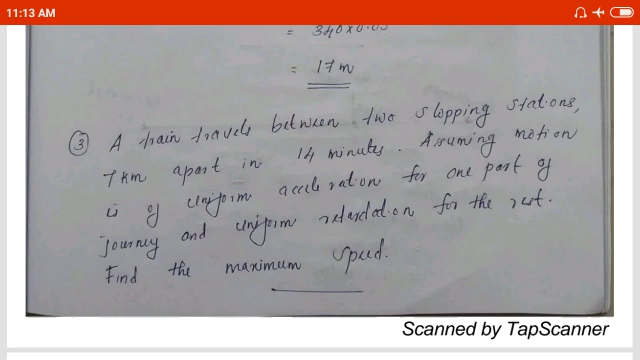 11:13 AM
= 340x0.05
= 17m
③ A train travels between two stopping stations,
7km apart in 14 minutes. Assuming motion
is of uniform acceleration for one part of
journey and uniform retardation for the rest.
Find the maximum speed.
Scanned by TapScanner